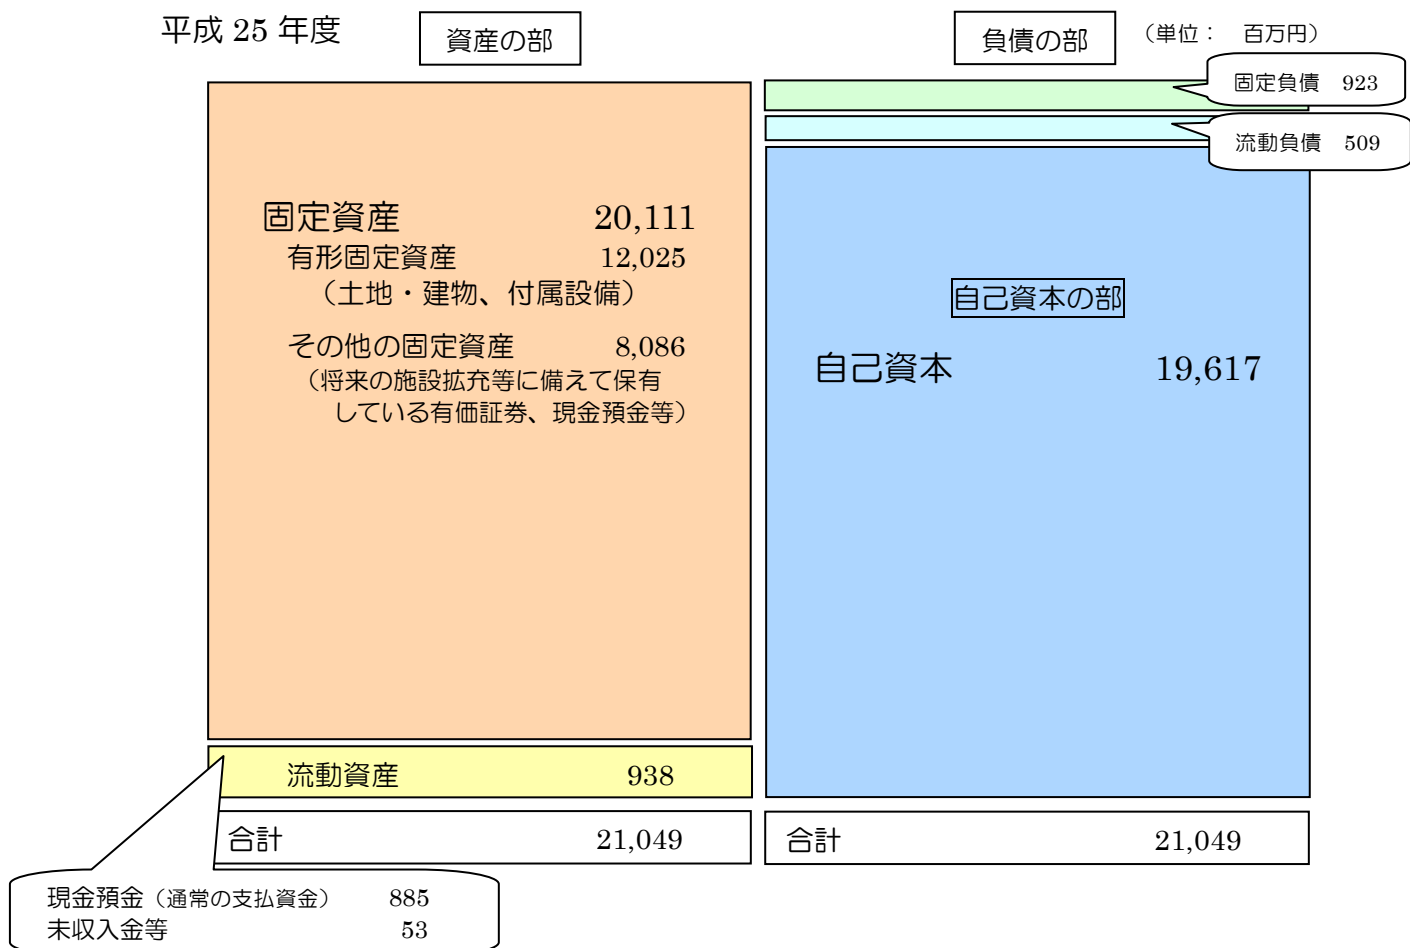 平成 25 年度
資産の部
負債の部
（単位：　百万円）
固定負債　923
流動負債　509
固定資産　20,111
有形固定資産　12,025
（土地・建物、付属設備）
その他の固定資産　8,086
（将来の施設拡充等に備えて保有
している有価証券、現金預金等）
流動資産　938
合計　21,049
現金預金（通常の支払資金）　885
未収入金等　53
自己資本の部
自己資本　19,617
合計　21,049